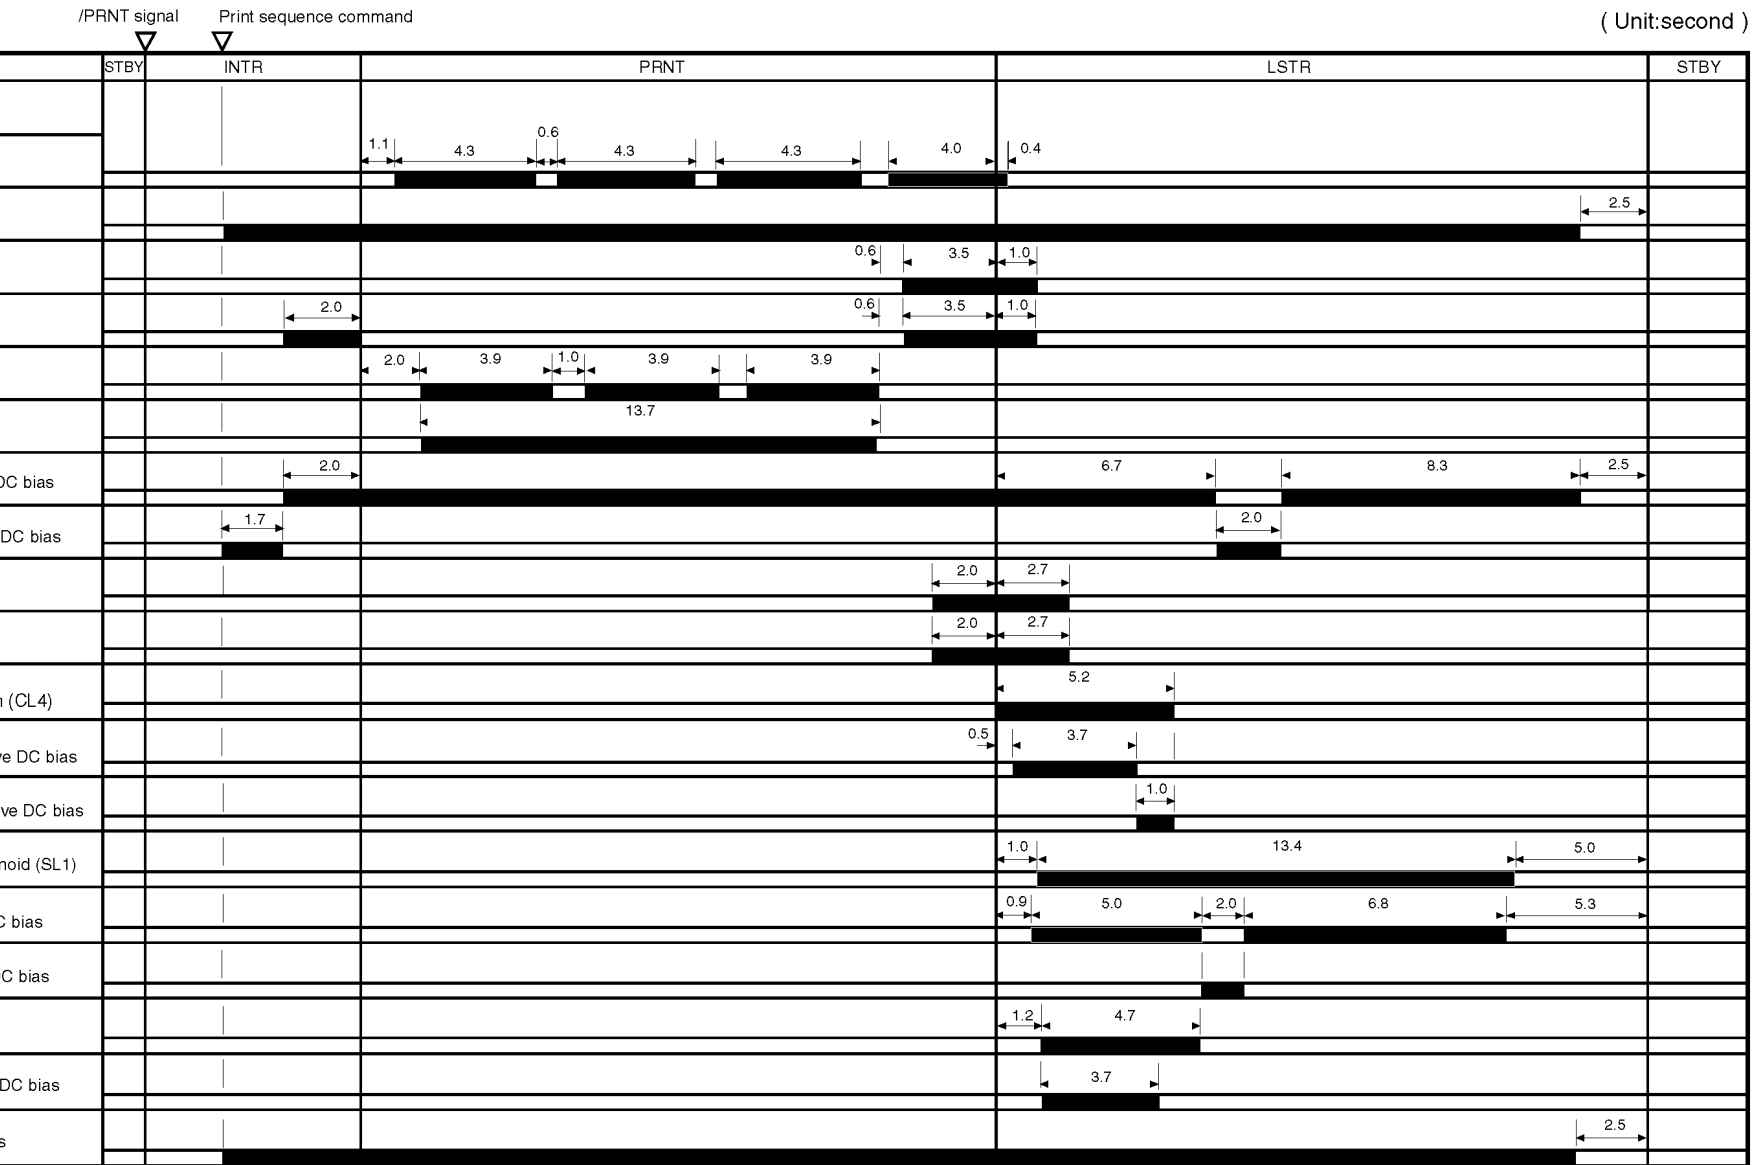 /PRNT signal Print sequence command ( Unit:second )
STBY INTR PRNT LSTR STBY
0.6
1.1 4.3 4.3 4.3 4.0 0.4
2.5
0.6 3.5 1.0
2.0 0.6 3.5 1.0
2.0 3.9 1.0 3.9 3.9
13.7
DC bias 2.0 6.7 8.3 2.5
DC bias 1.7 2.0
2.0 2.7
2.0 2.7
(CL4) 5.2
ve DC bias 0.5 3.7
ve DC bias 1.0
noid (SL1) 1.0 13.4 5.0
C bias 0.9 5.0 2.0 6.8 5.3
DC bias
1.2 4.7
DC bias 3.7
s 2.5